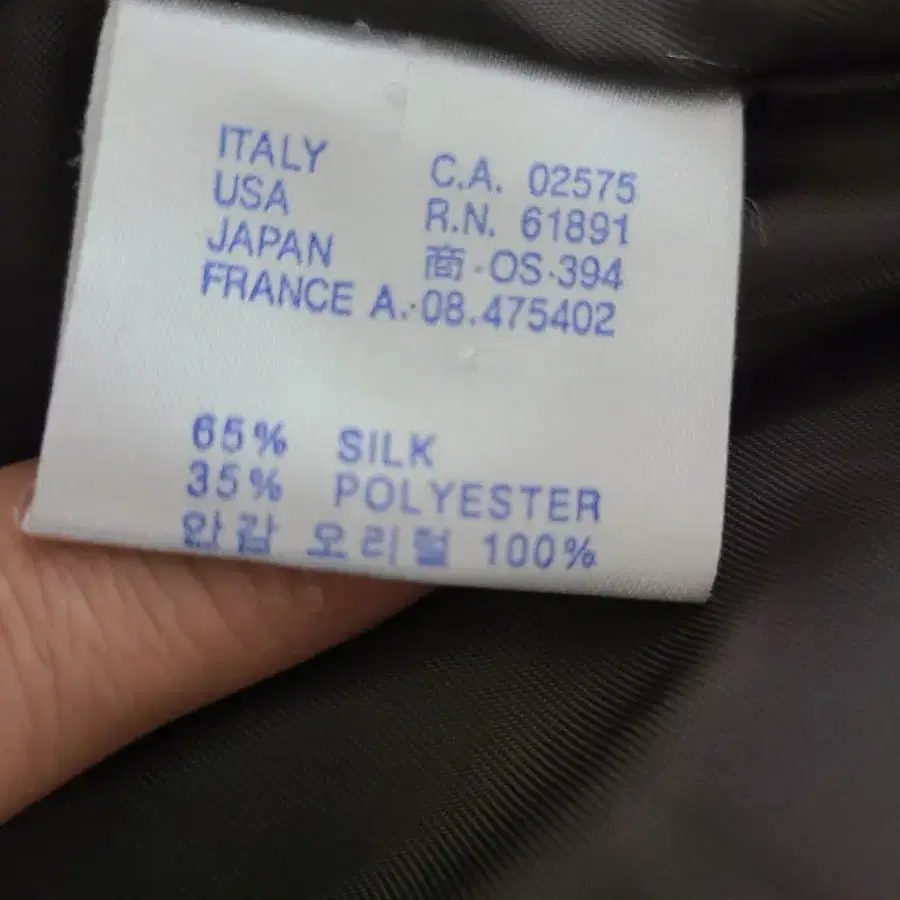 ITALY C.A. 02575
USA R.N. 61891
JAPAN 商·OS·394
FRANCE A.·08.475402
65% SILK
35% POLYESTER
안감 오리털 100%